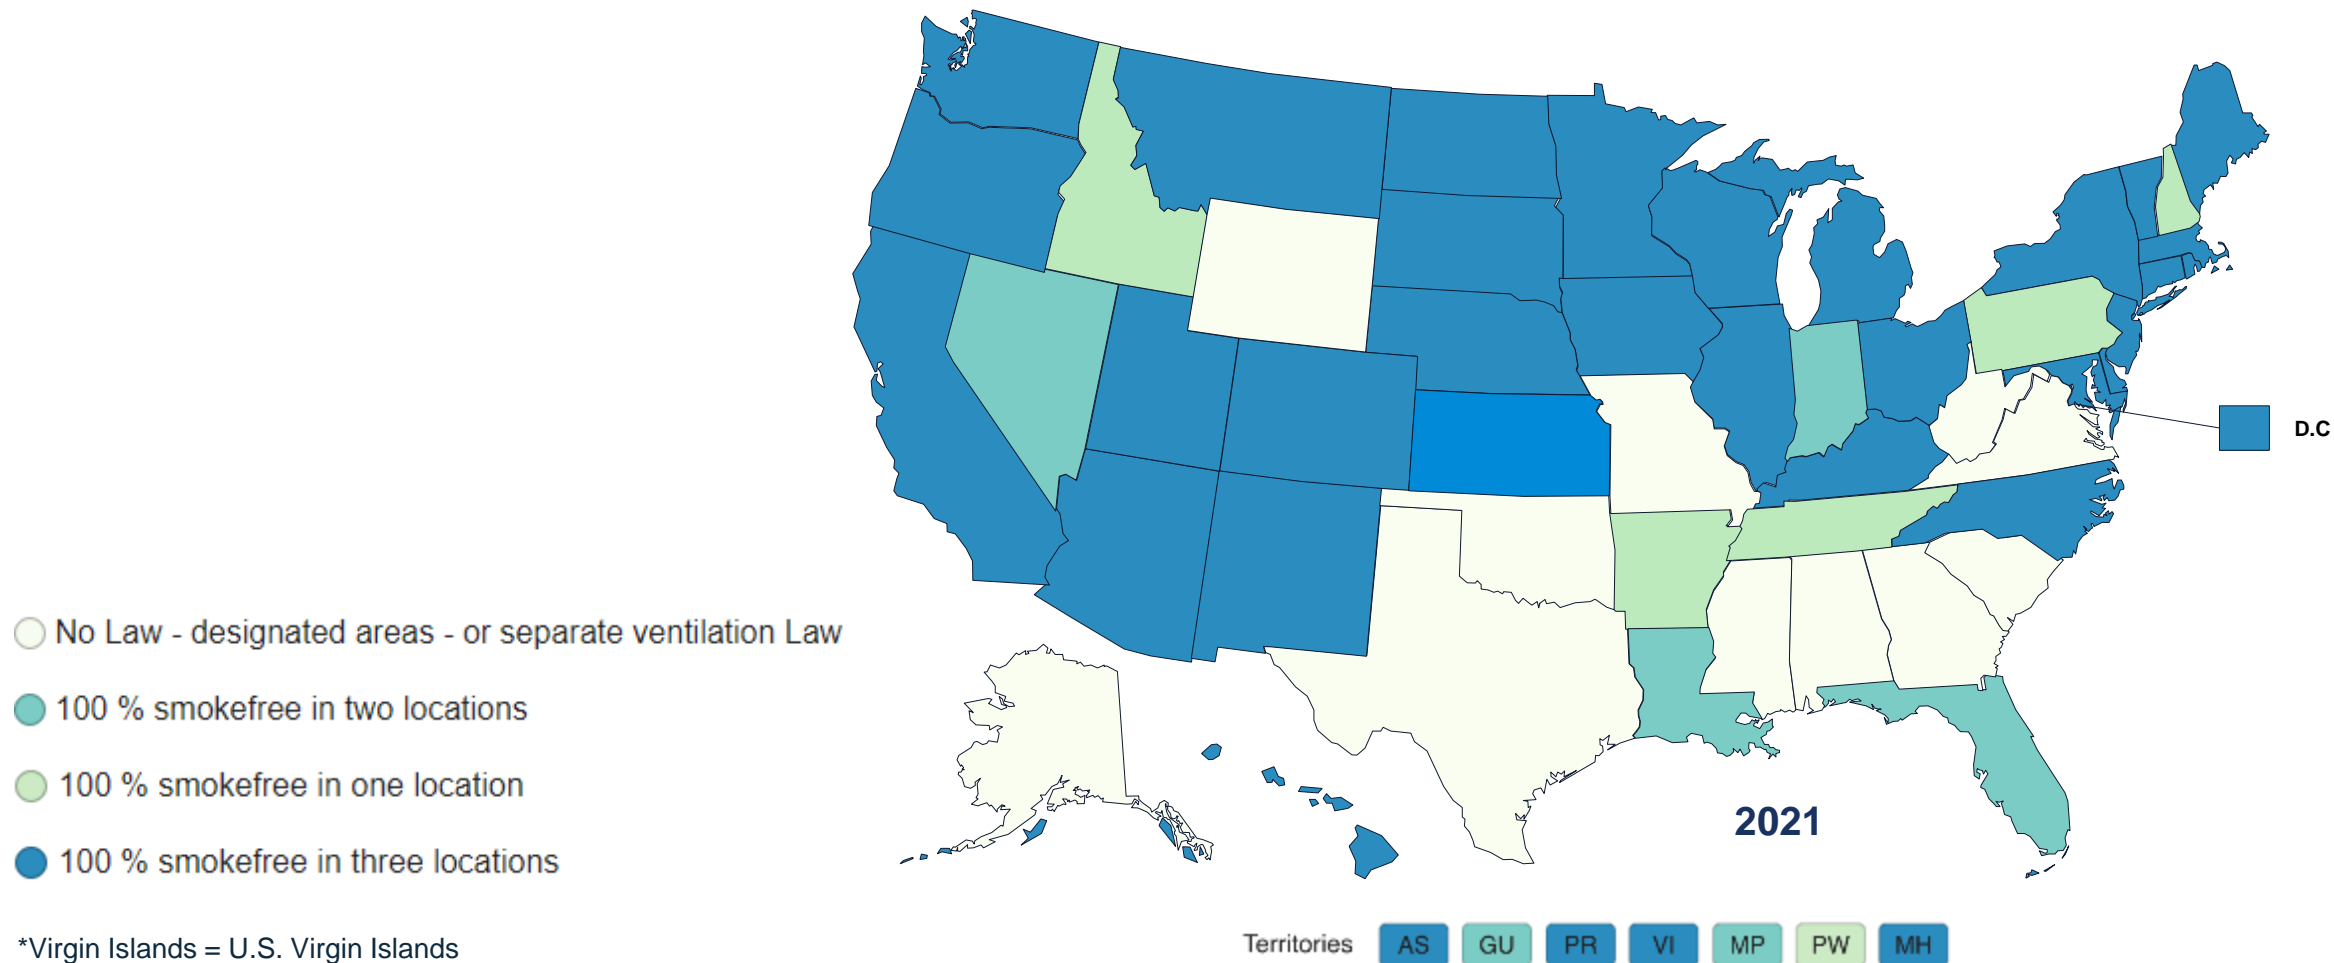 D.C
No Law - designated areas - or separate ventilation Law
100 % smokefree in two locations
100 % smokefree in one location
100 % smokefree in three locations
2021
*Virgin Islands = U.S. Virgin Islands
Territories AS GU PR VI MP PW MH